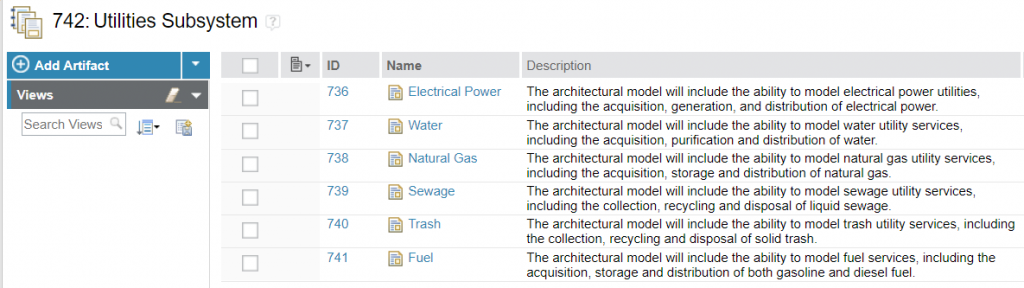 742: Utilities Subsystem
Add Artifact
Views
Search Views
ID Name Description
736 Electrical Power The architectural model will include the ability to model electrical power utilities,
including the acquisition, generation, and distribution of electrical power.
737 Water The architectural model will include the ability to model water utility services,
including the acquisition, purification and distribution of water.
738 Natural Gas The architectural model will include the ability to model natural gas utility services,
including the acquisition, storage and distribution of natural gas.
739 Sewage The architectural model will include the ability to model sewage utility services,
including the collection, recycling and disposal of liquid sewage.
740 Trash The architectural model will include the ability to model trash utility services, including
the collection, recycling and disposal of solid trash.
741 Fuel The architectural model will include the ability to model fuel services, including the
acquisition, storage and distribution of both gasoline and diesel fuel.